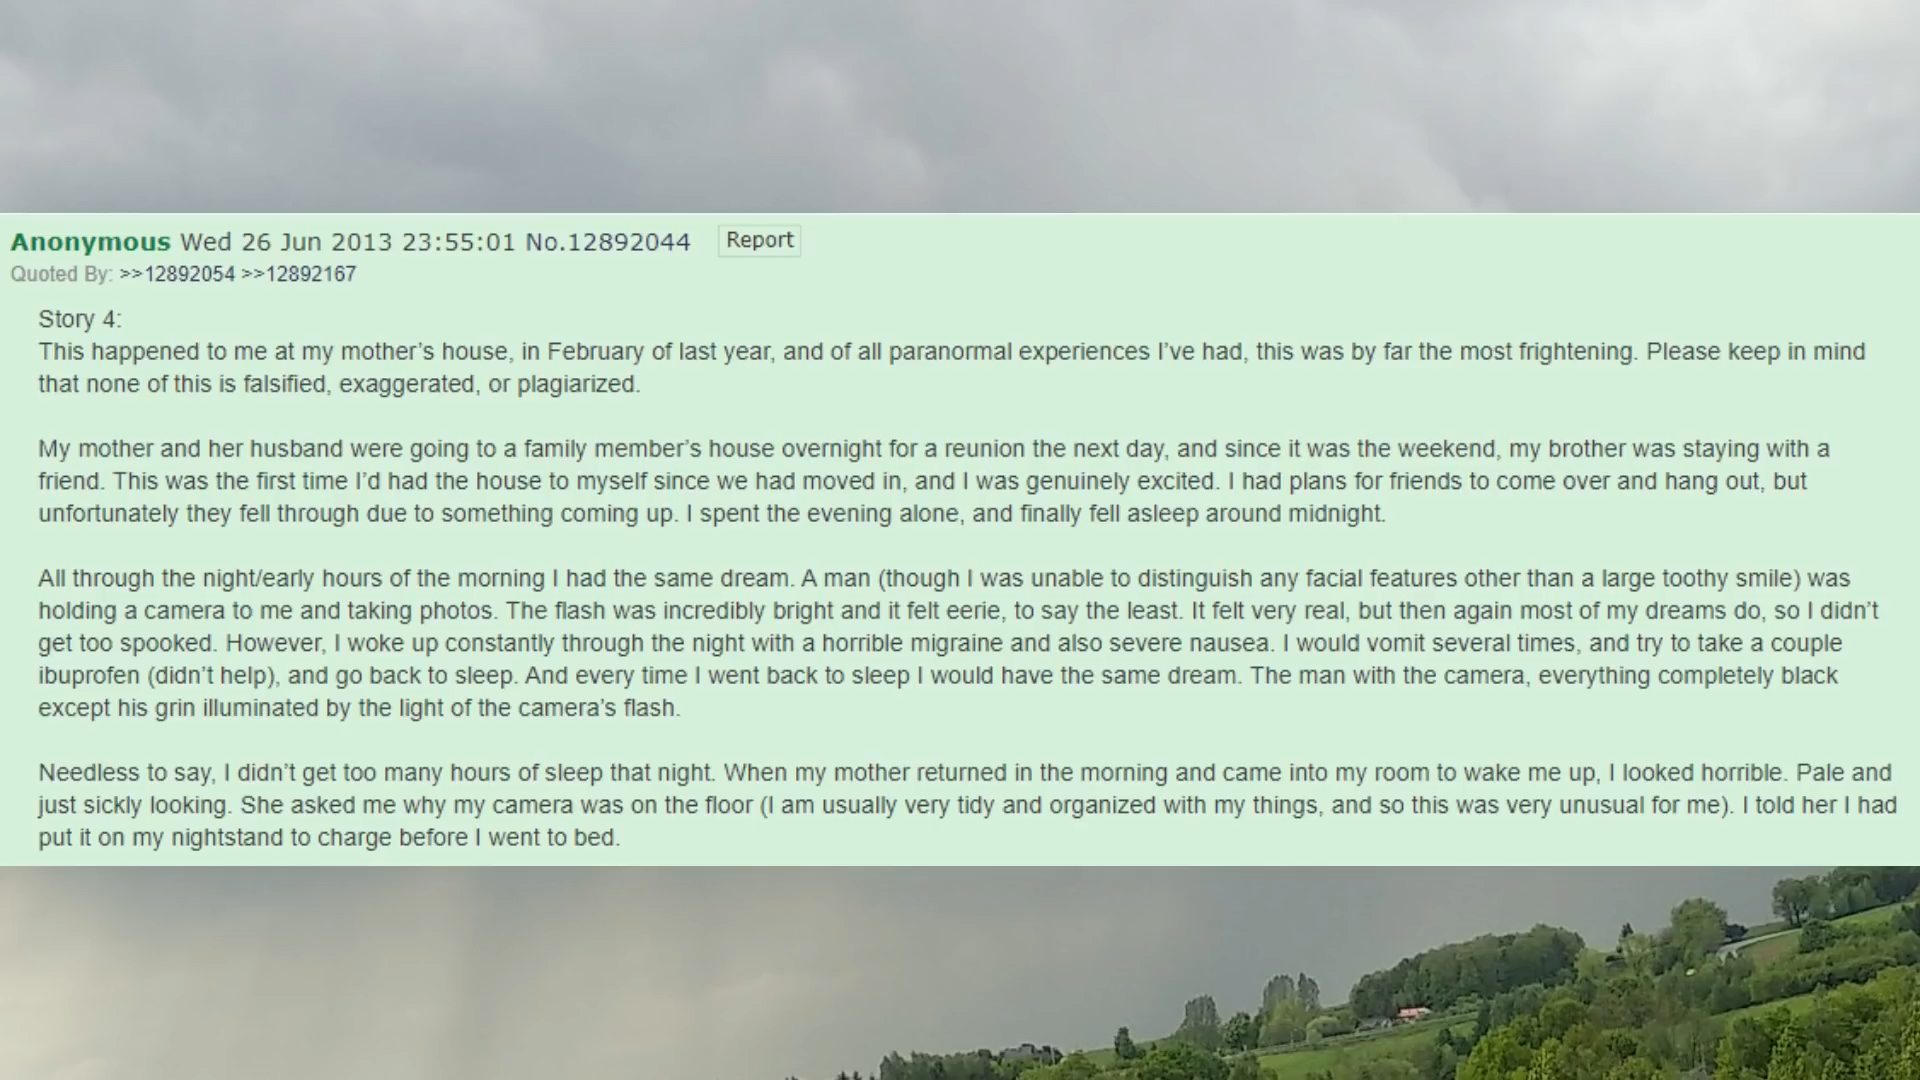 Anonymous Wed 26 Jun 2013 23:55:01 No.12892044 Report
Quoted By: >>12892054 >>12892167
Story 4:
This happened to me at my mother’s house, in February of last year, and of all paranormal experiences I’ve had, this was by far the most frightening. Please keep in mind
that none of this is falsified, exaggerated, or plagiarized.
My mother and her husband were going to a family member’s house overnight for a reunion the next day, and since it was the weekend, my brother was staying with a
friend. This was the first time I’d had the house to myself since we had moved in, and I was genuinely excited. I had plans for friends to come over and hang out, but
unfortunately they fell through due to something coming up. I spent the evening alone, and finally fell asleep around midnight.
All through the night/early hours of the morning I had the same dream. A man (though I was unable to distinguish any facial features other than a large toothy smile) was
holding a camera to me and taking photos. The flash was incredibly bright and it felt eerie, to say the least. It felt very real, but then again most of my dreams do, so I didn’t
get too spooked. However, I woke up constantly through the night with a horrible migraine and also severe nausea. I would vomit several times, and try to take a couple
ibuprofen (didn’t help), and go back to sleep. And every time I went back to sleep I would have the same dream. The man with the camera, everything completely black
except his grin illuminated by the light of the camera’s flash.
Needless to say, I didn’t get too many hours of sleep that night. When my mother returned in the morning and came into my room to wake me up, I looked horrible. Pale and
just sickly looking. She asked me why my camera was on the floor (I am usually very tidy and organized with my things, and so this was very unusual for me). I told her I had
put it on my nightstand to charge before I went to bed.